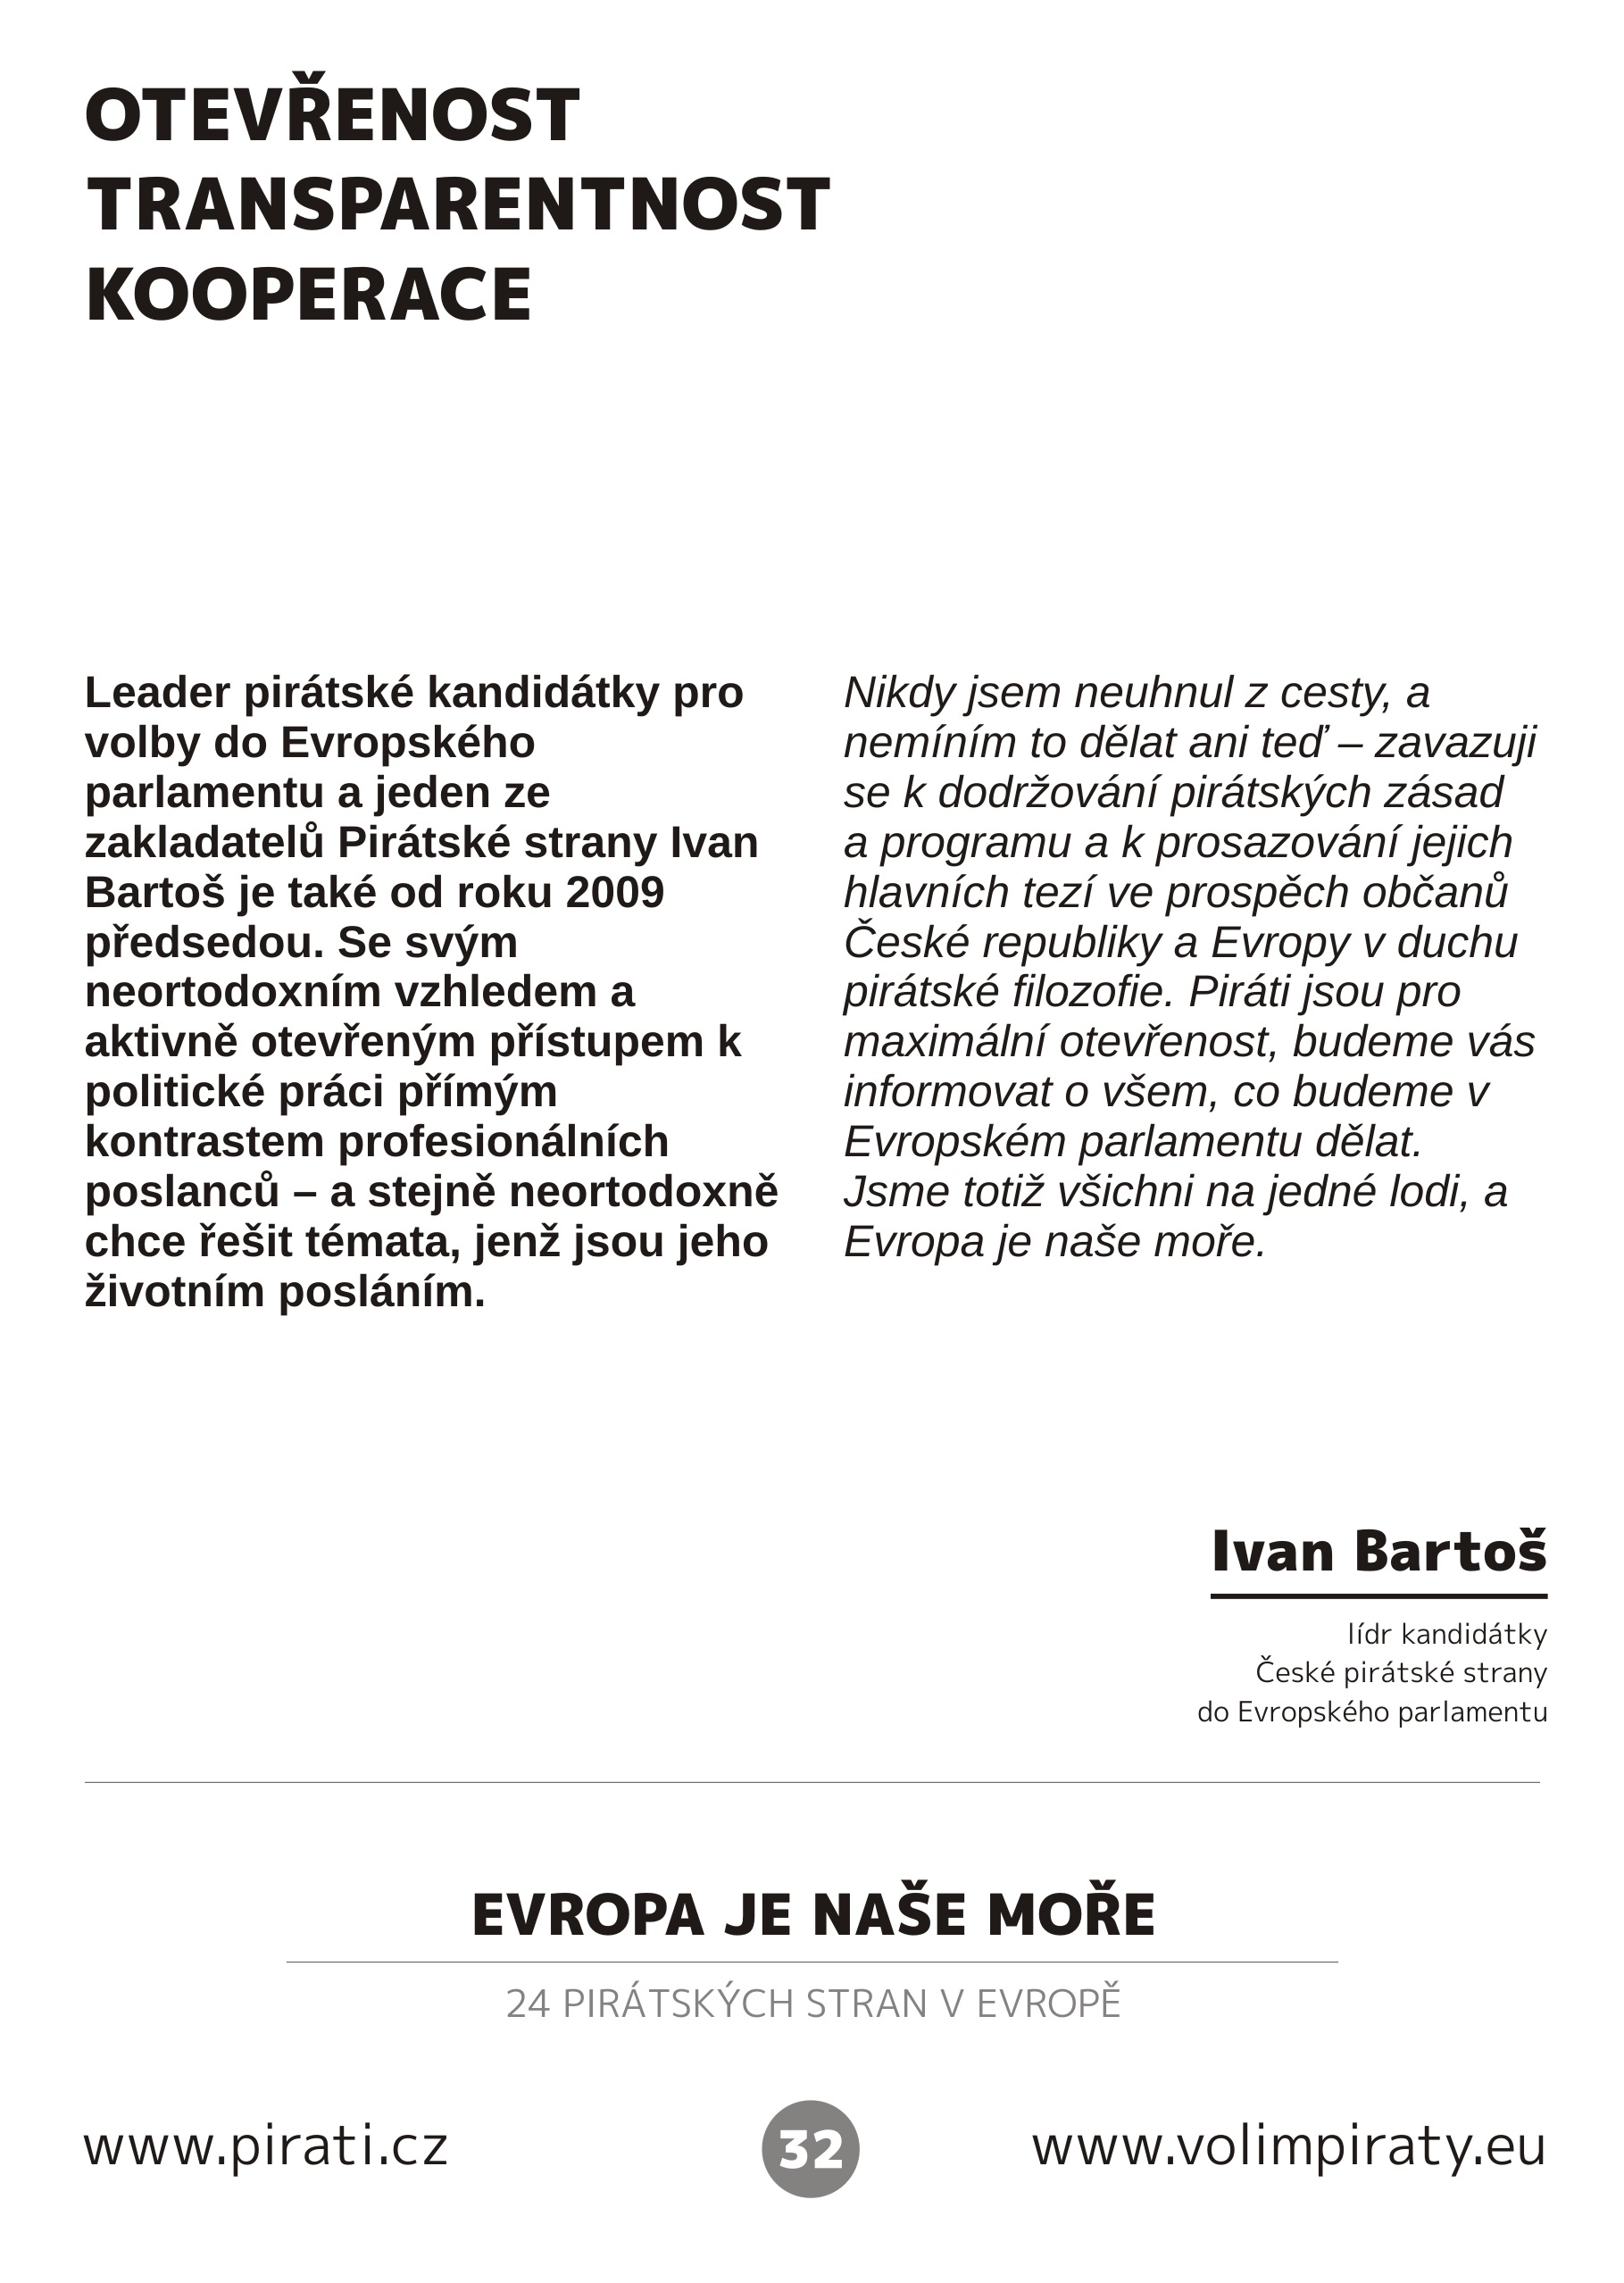 OTEVŘENOST
TRANSPARENTNOST
KOOPERACE
Leader pirátské kandidátky pro
volby do Evropského
parlamentu a jeden ze
zakladatelů Pirátské strany Ivan
Bartoš je také od roku 2009
předsedou. Se svým
neortodoxním vzhledem a
aktivně otevřeným přístupem k
politické práci přímým
kontrastem profesionálních
poslanců – a stejně neortodoxně
chce řešit témata, jenž jsou jeho
životním posláním.
Nikdy jsem neuhnul z cesty, a
nemíním to dělat ani teď – zavazuji
se k dodržování pirátských zásad
a programu a k prosazování jejich
hlavních tezí ve prospěch občanů
České republiky a Evropy v duchu
pirátské filozofie. Piráti jsou pro
maximální otevřenost, budeme vás
informovat o všem, co budeme v
Evropském parlamentu dělat.
Jsme totiž všichni na jedné lodi, a
Evropa je naše moře.
Ivan Bartoš
lídr kandidátky
České pirátské strany
do Evropského parlamentu
EVROPA JE NAŠE MOŘE
24 PIRÁTSKÝCH STRAN V EVROPĚ
www.pirati.cz
32
www.volimpiraty.eu